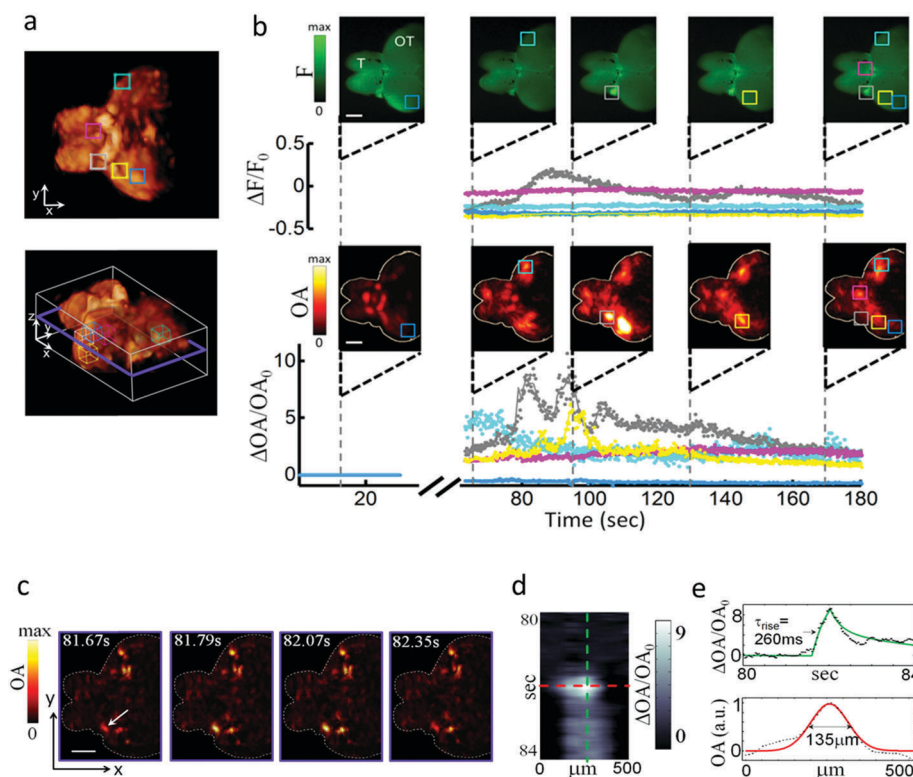 a
b
y
x
z
y
x
max
F
0
OT
T
0.5
ΔF/F₀
0
-0.5
max
OA
0
10
ΔOA/OA₀
5
0
20
80
100
120
140
160
180
Time (sec)
c
d
e
max
OA
0
81.67s
81.79s
82.07s
82.35s
y
x
80
sec
84
0
μm
500
9
ΔOA/OA₀
0
ΔOA/OA₀
8
0
τrise=
260ms
80
sec
84
OA (a.u.)
1
0
135μm
0
μm
500